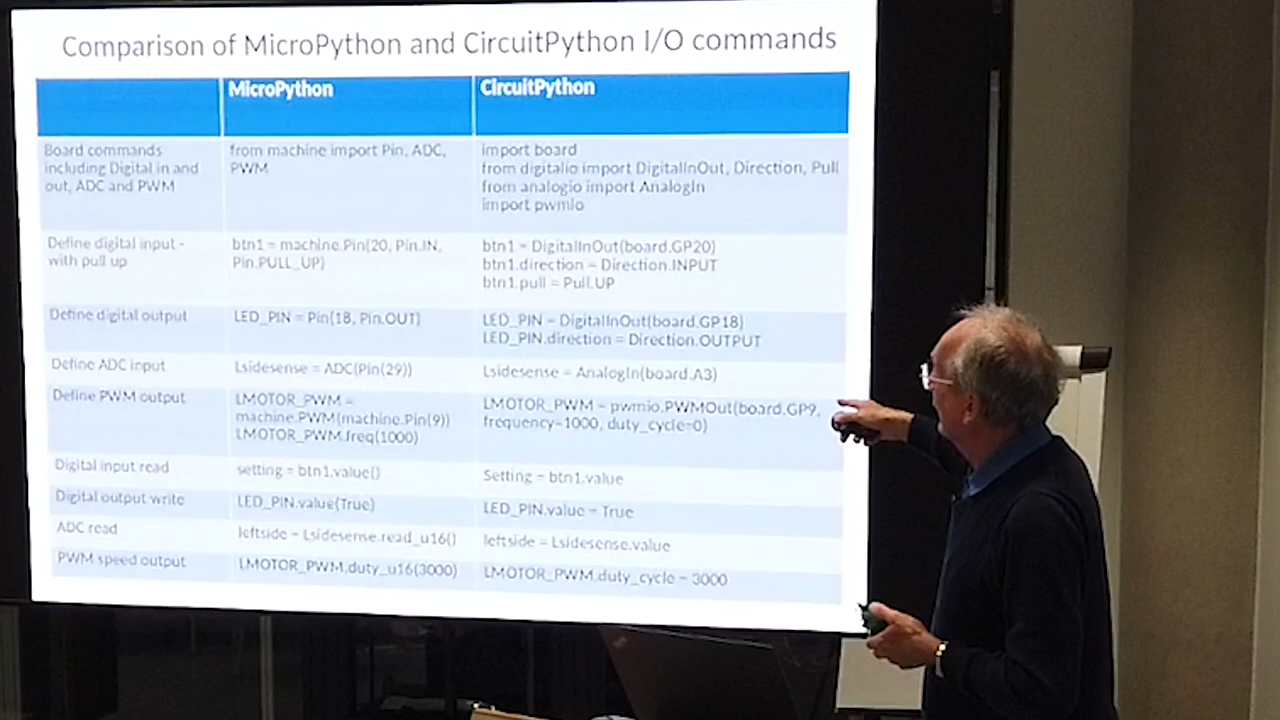 Comparison of MicroPython and CircuitPython I/O commands
MicroPython
CircuitPython
Board commands
including Digital in and
out, ADC and PWM
from machine import Pin, ADC,
PWM
import board
from digitalio import DigitalInOut, Direction, Pull
from analogio import AnalogIn
import pwmio
Define digital input -
with pull up
btn1 = machine.Pin(20, Pin.IN,
Pin.PULL_UP)
btn1 = DigitalInOut(board.GP20)
btn1.direction = Direction.INPUT
btn1.pull = Pull.UP
Define digital output
LED_PIN = Pin(18, Pin.OUT)
LED_PIN = DigitalInOut(board.GP18)
LED_PIN.direction = Direction.OUTPUT
Define ADC input
Lsidesense = ADC(Pin(29))
Lsidesense = AnalogIn(board.A3)
Define PWM output
LMOTOR_PWM =
machine.PWM(machine.Pin(9))
LMOTOR_PWM.freq(1000)
LMOTOR_PWM = pwmio.PWMOut(board.GP9,
frequency=1000, duty_cycle=0)
Digital input read
setting = btn1.value()
Setting = btn1.value
Digital output write
LED_PIN.value(True)
LED_PIN.value = True
ADC read
leftside = Lsidesense.read_u16()
leftside = Lsidesense.value
PWM speed output
LMOTOR_PWM.duty_u16(3000)
LMOTOR_PWM.duty_cycle = 3000